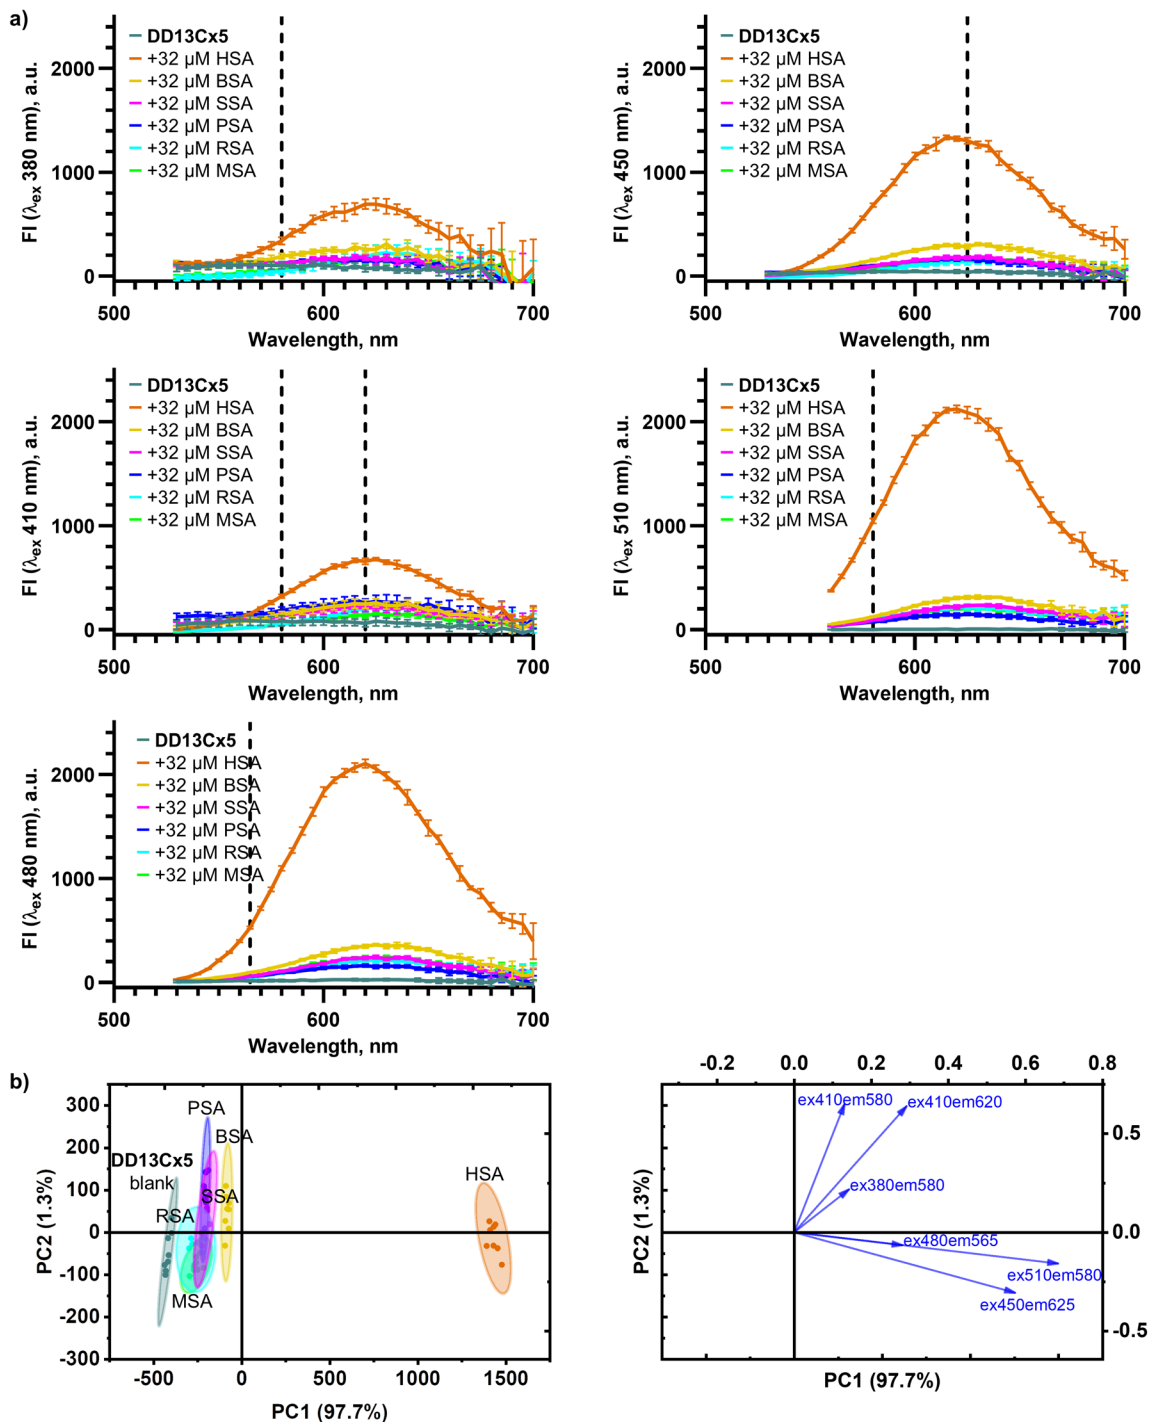 a)
FI (λex 380 nm), a.u.
2000
1000
0
DD13Cx5
+32 µM HSA
+32 µM BSA
+32 µM SSA
+32 µM PSA
+32 µM RSA
+32 µM MSA
500
600
700
Wavelength, nm
FI (λex 450 nm), a.u.
2000
1000
0
DD13Cx5
+32 µM HSA
+32 µM BSA
+32 µM SSA
+32 µM PSA
+32 µM RSA
+32 µM MSA
500
600
700
Wavelength, nm
FI (λex 410 nm), a.u.
2000
1000
0
DD13Cx5
+32 µM HSA
+32 µM BSA
+32 µM SSA
+32 µM PSA
+32 µM RSA
+32 µM MSA
500
600
700
Wavelength, nm
FI (λex 510 nm), a.u.
2000
1000
0
DD13Cx5
+32 µM HSA
+32 µM BSA
+32 µM SSA
+32 µM PSA
+32 µM RSA
+32 µM MSA
500
600
700
Wavelength, nm
FI (λex 480 nm), a.u.
2000
1000
0
DD13Cx5
+32 µM HSA
+32 µM BSA
+32 µM SSA
+32 µM PSA
+32 µM RSA
+32 µM MSA
500
600
700
Wavelength, nm
b)
PC2 (1.3%)
300
200
100
0
-100
-200
-300
PSA
BSA
DD13Cx5
blank
SSA
RSA
MSA
HSA
-500
0
500
1000
1500
PC1 (97.7%)
-0.2
0.0
0.2
0.4
0.6
0.8
PC2 (1.3%)
ex410em580
ex410em620
ex380em580
ex480em565
ex510em580
ex450em625
0.5
0.0
-0.5
PC1 (97.7%)